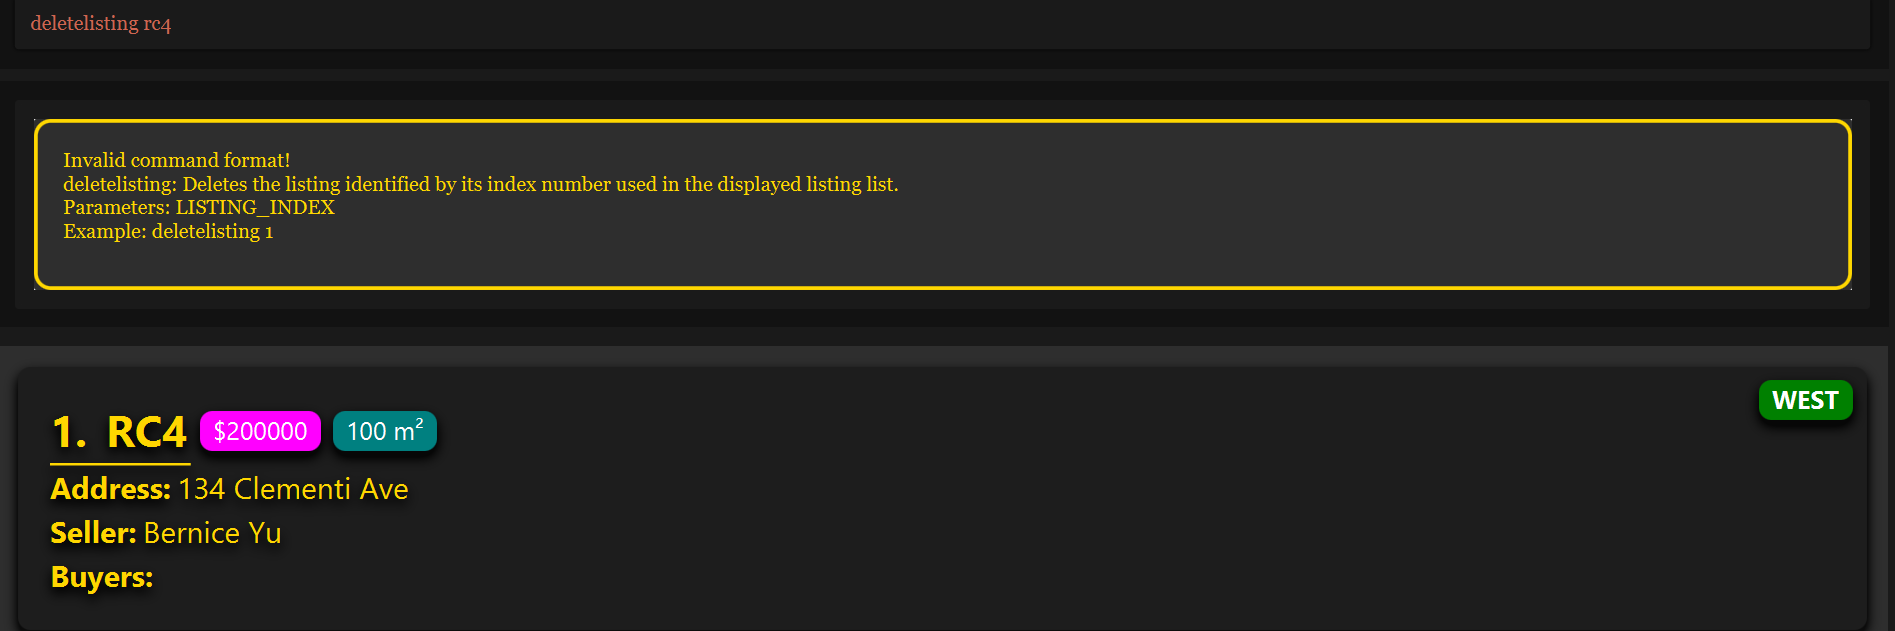 deletelisting rc4
Invalid command format!
deletelisting: Deletes the listing identified by its index number used in the displayed listing list.
Parameters: LISTING_INDEX
Example: deletelisting 1
WEST
1. RC4 $200000 100 m²
Address: 134 Clementi Ave
Seller: Bernice Yu
Buyers: